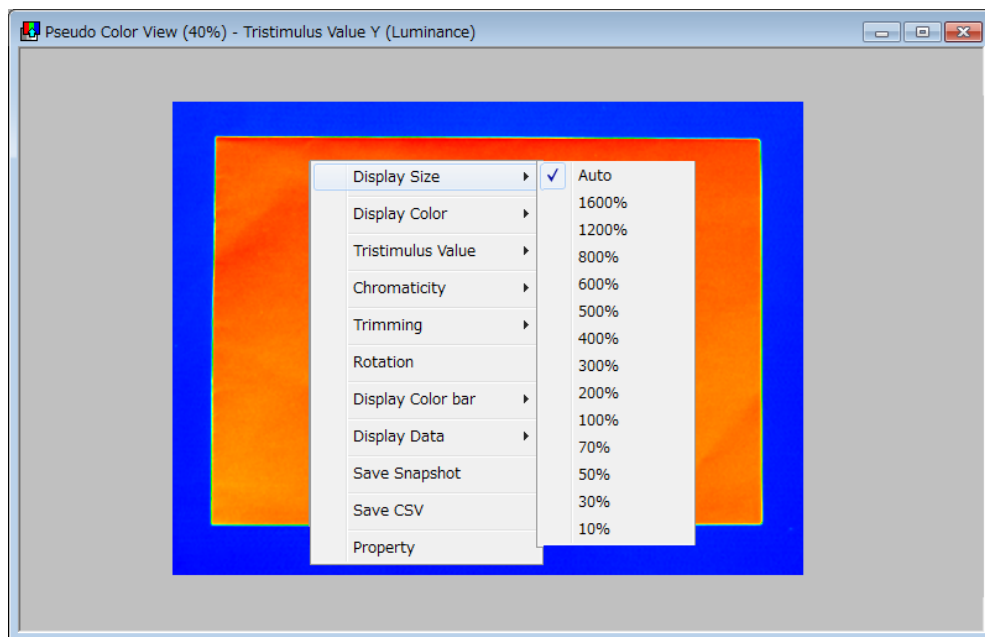 Pseudo Color View (40%) - Tristimulus Value Y (Luminance)
Display Size
Display Color
Tristimulus Value
Chromaticity
Trimming
Rotation
Display Color bar
Display Data
Save Snapshot
Save CSV
Property
Auto
1600%
1200%
800%
600%
500%
400%
300%
200%
100%
70%
50%
30%
10%